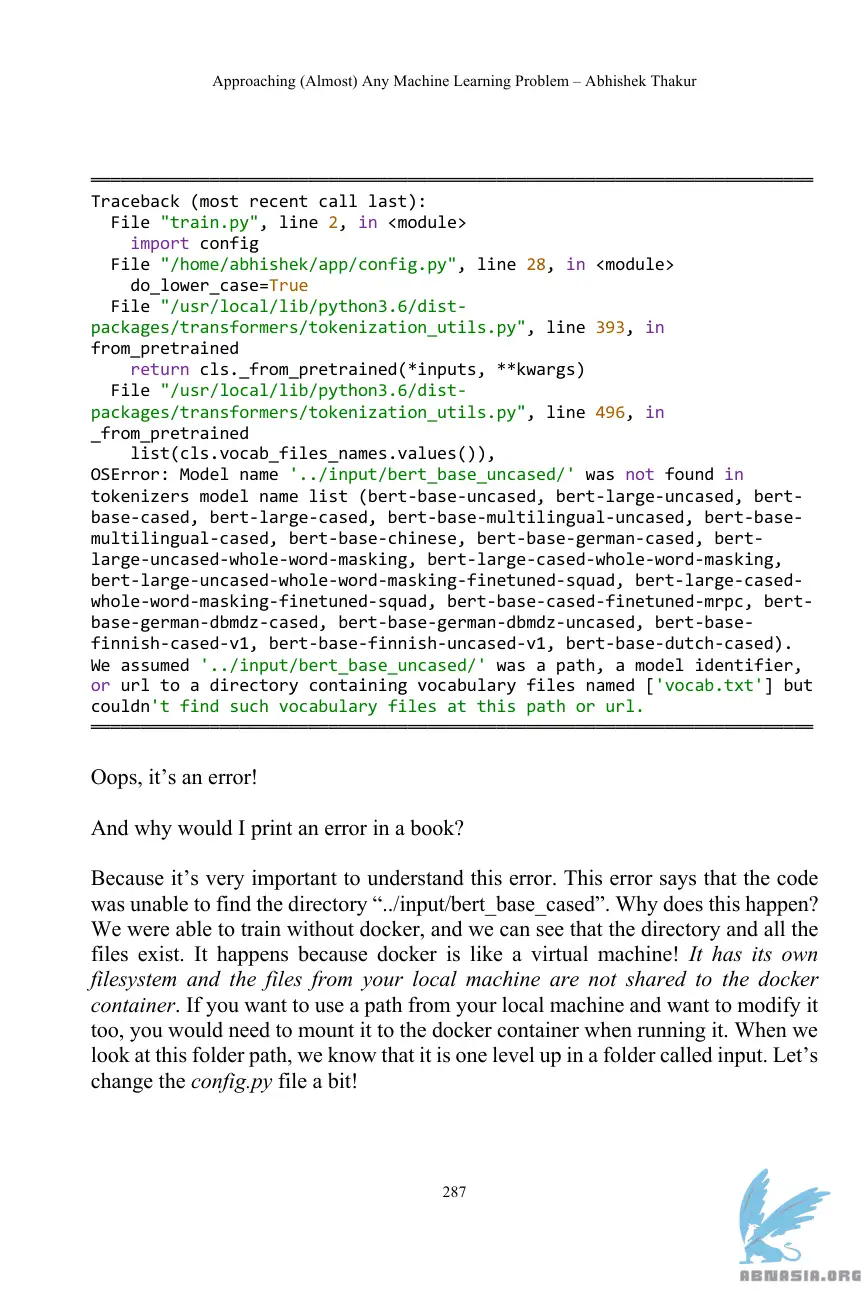 Approaching (Almost) Any Machine Learning Problem – Abhishek Thakur
Traceback (most recent call last):
  File "train.py", line 2, in <module>
    import config
  File "/home/abhishek/app/config.py", line 28, in <module>
    do_lower_case=True
  File "/usr/local/lib/python3.6/dist-
packages/transformers/tokenization_utils.py", line 393, in
from_pretrained
    return cls._from_pretrained(*inputs, **kwargs)
  File "/usr/local/lib/python3.6/dist-
packages/transformers/tokenization_utils.py", line 496, in
_from_pretrained
    list(cls.vocab_files_names.values()),
OSError: Model name '../input/bert_base_uncased/' was not found in
tokenizers model name list (bert-base-uncased, bert-large-uncased, bert-
base-cased, bert-large-cased, bert-base-multilingual-uncased, bert-base-
multilingual-cased, bert-base-chinese, bert-base-german-cased, bert-
large-uncased-whole-word-masking, bert-large-cased-whole-word-masking,
bert-large-uncased-whole-word-masking-finetuned-squad, bert-large-cased-
whole-word-masking-finetuned-squad, bert-base-cased-finetuned-mrpc, bert-
base-german-dbmdz-cased, bert-base-german-dbmdz-uncased, bert-base-
finnish-cased-v1, bert-base-finnish-uncased-v1, bert-base-dutch-cased).
We assumed '../input/bert_base_uncased/' was a path, a model identifier,
or url to a directory containing vocabulary files named ['vocab.txt'] but
couldn't find such vocabulary files at this path or url.
Oops, it’s an error!
And why would I print an error in a book?
Because it’s very important to understand this error. This error says that the code
was unable to find the directory “../input/bert_base_cased”. Why does this happen?
We were able to train without docker, and we can see that the directory and all the
files exist. It happens because docker is like a virtual machine! It has its own
filesystem and the files from your local machine are not shared to the docker
container. If you want to use a path from your local machine and want to modify it
too, you would need to mount it to the docker container when running it. When we
look at this folder path, we know that it is one level up in a folder called input. Let’s
change the config.py file a bit!
287
ABNASIA.ORG